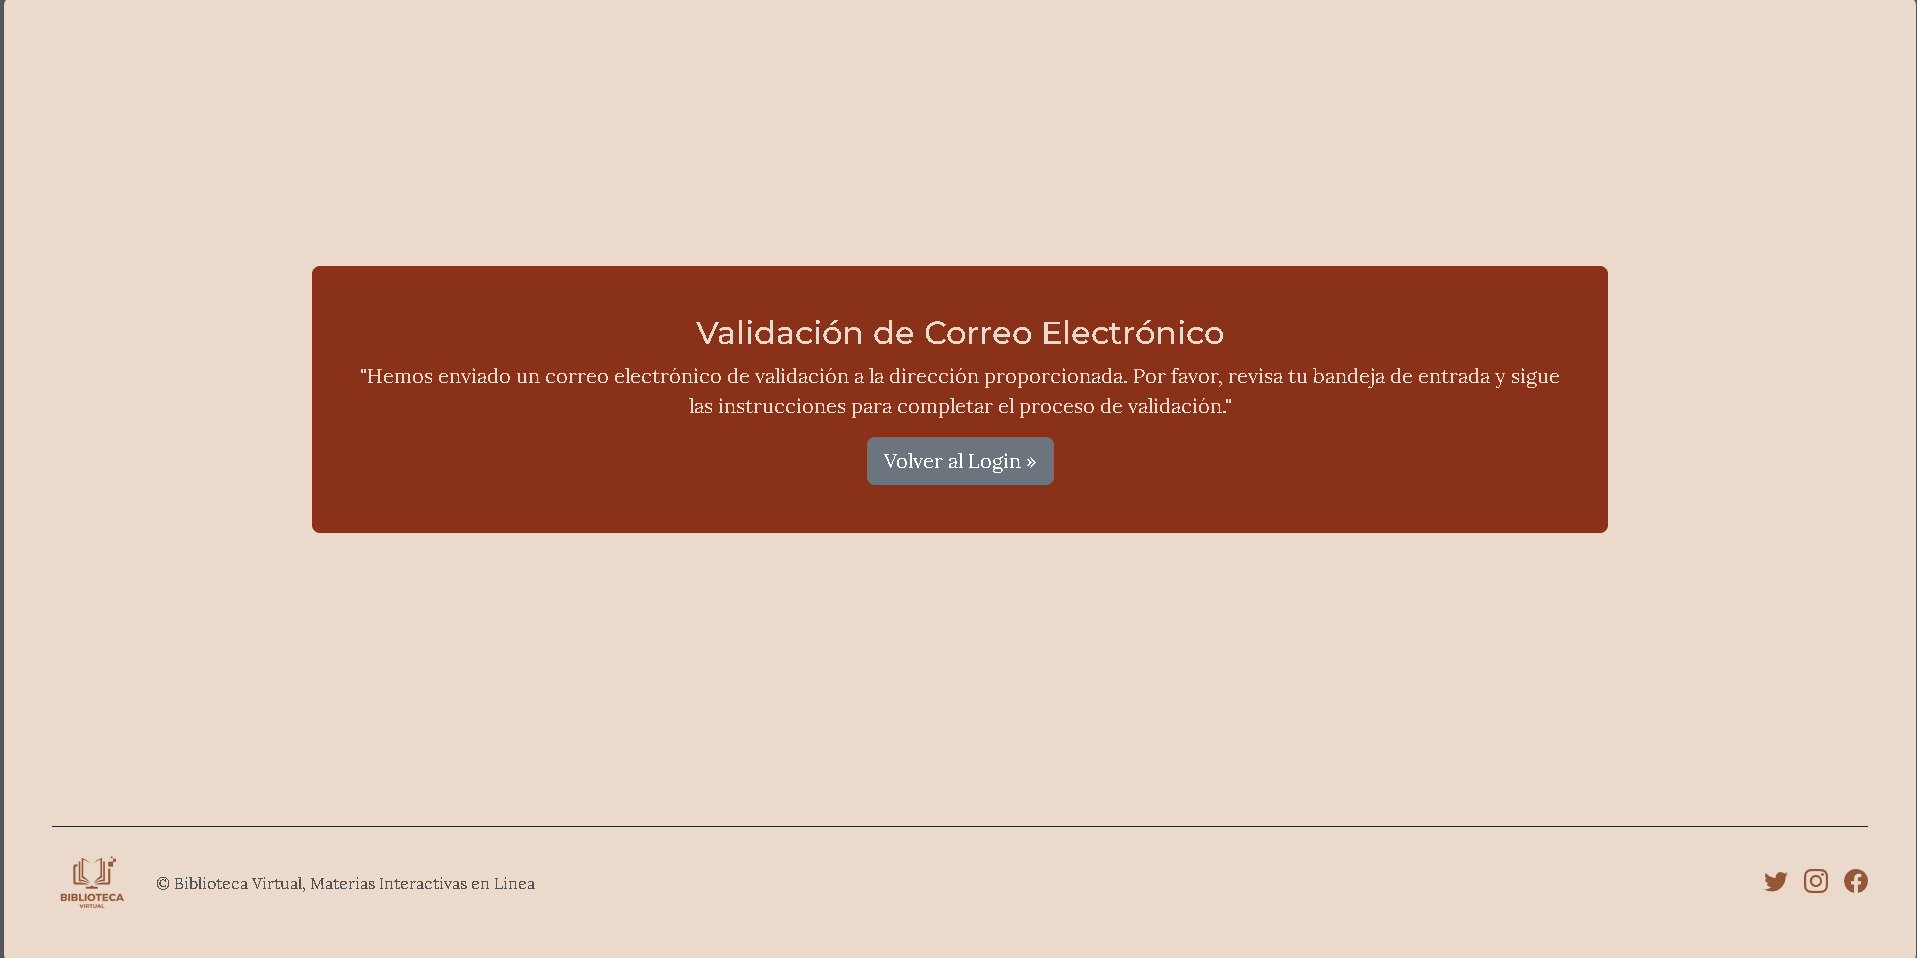 Validación de Correo Electrónico
"Hemos enviado un correo electrónico de validación a la dirección proporcionada. Por favor, revisa tu bandeja de entrada y sigue
las instrucciones para completar el proceso de validación."
Volver al Login »
BIBLIOTECA
VIRTUAL
© Biblioteca Virtual, Materias Interactivas en Linea